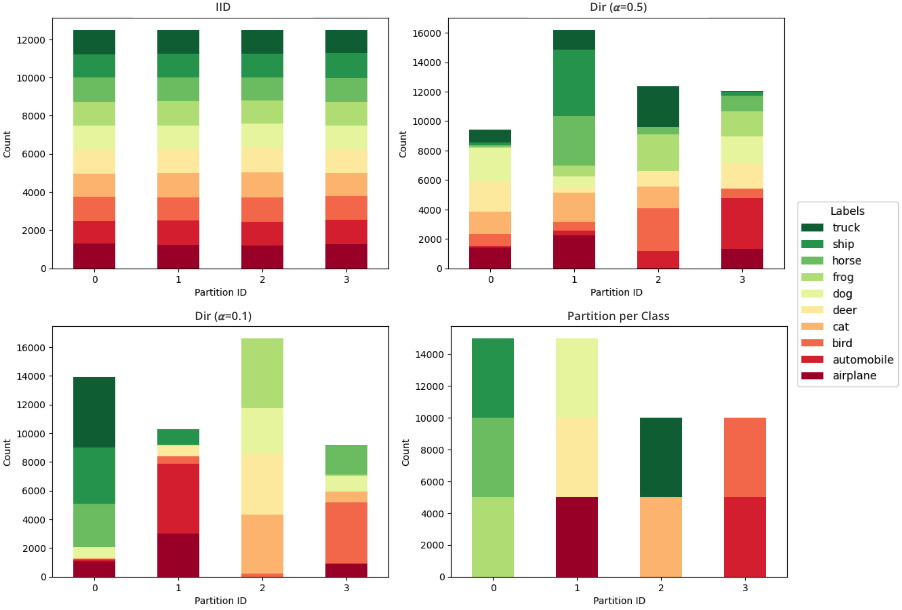 IID
12000
10000
8000
6000
4000
2000
0
Count
0 1 2 3
Partition ID
Dir (α=0.5)
16000
14000
12000
10000
8000
6000
4000
2000
0
Count
0 1 2 3
Partition ID
Labels
truck
ship
horse
frog
dog
deer
cat
bird
automobile
airplane
Dir (α=0.1)
16000
14000
12000
10000
8000
6000
4000
2000
0
Count
0 1 2 3
Partition ID
Partition per Class
14000
12000
10000
8000
6000
4000
2000
0
Count
0 1 2 3
Partition ID